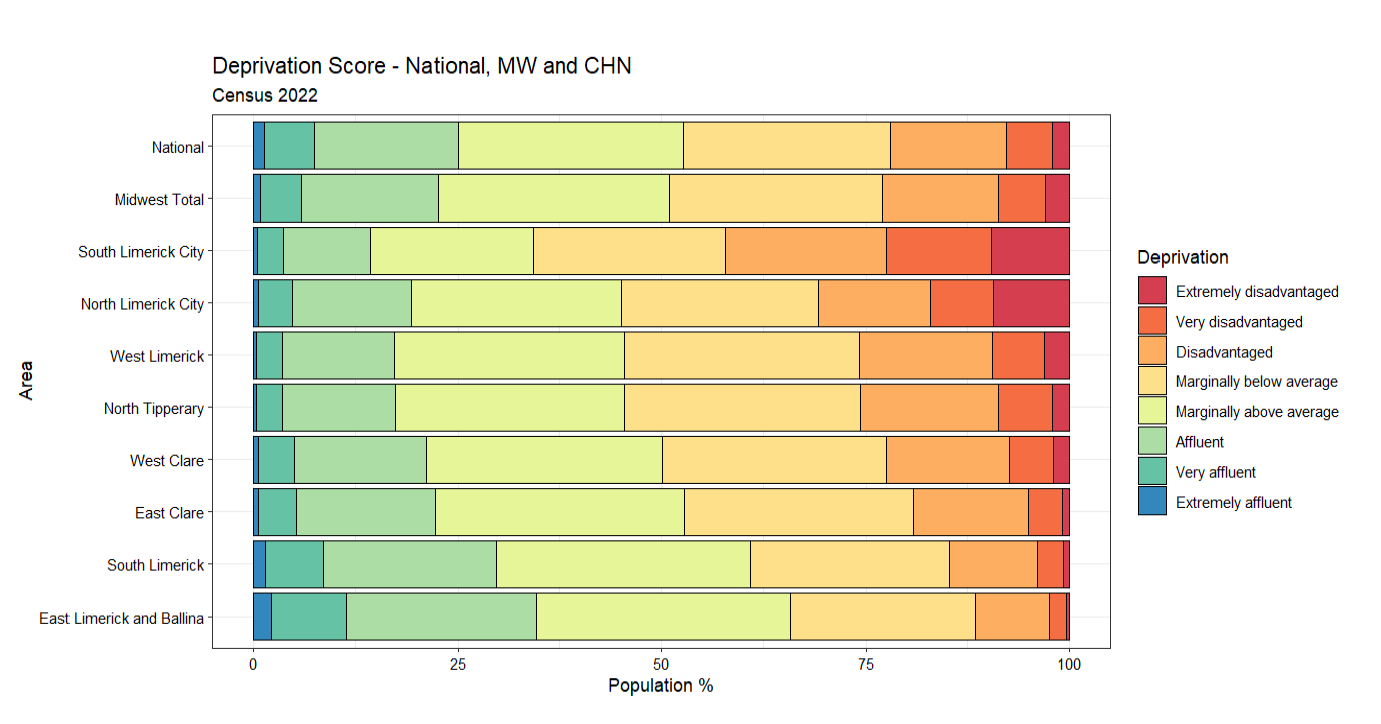 Deprivation Score - National, MW and CHN
Census 2022
Area
National
Midwest Total
South Limerick City
North Limerick City
West Limerick
North Tipperary
West Clare
East Clare
South Limerick
East Limerick and Ballina
0 25 50 75 100
Population %
Deprivation
Extremely disadvantaged
Very disadvantaged
Disadvantaged
Marginally below average
Marginally above average
Affluent
Very affluent
Extremely affluent